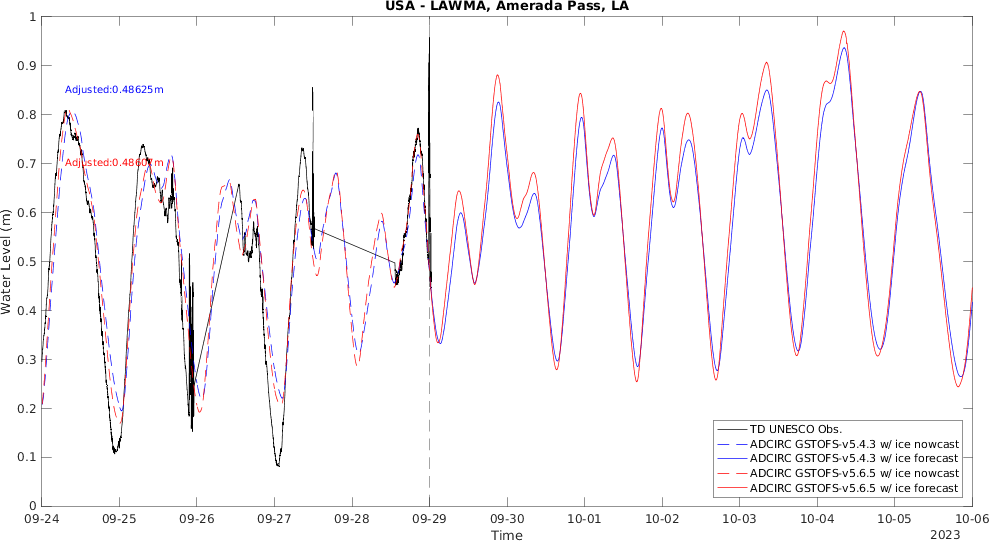 USA - LAWMA, Amerada Pass, LA
Water Level (m)
1
0.9
0.8
0.7
0.6
0.5
0.4
0.3
0.2
0.1
0
Adjusted:0.48625m
Adjusted:0.48607m
TD UNESCO Obs.
ADCIRC GSTOFS-v5.4.3 w/ ice nowcast
ADCIRC GSTOFS-v5.4.3 w/ ice forecast
ADCIRC GSTOFS-v5.6.5 w/ ice nowcast
ADCIRC GSTOFS-v5.6.5 w/ ice forecast
09-24 09-25 09-26 09-27 09-28 09-29 09-30 10-01 10-02 10-03 10-04 10-05 10-06
Time
2023